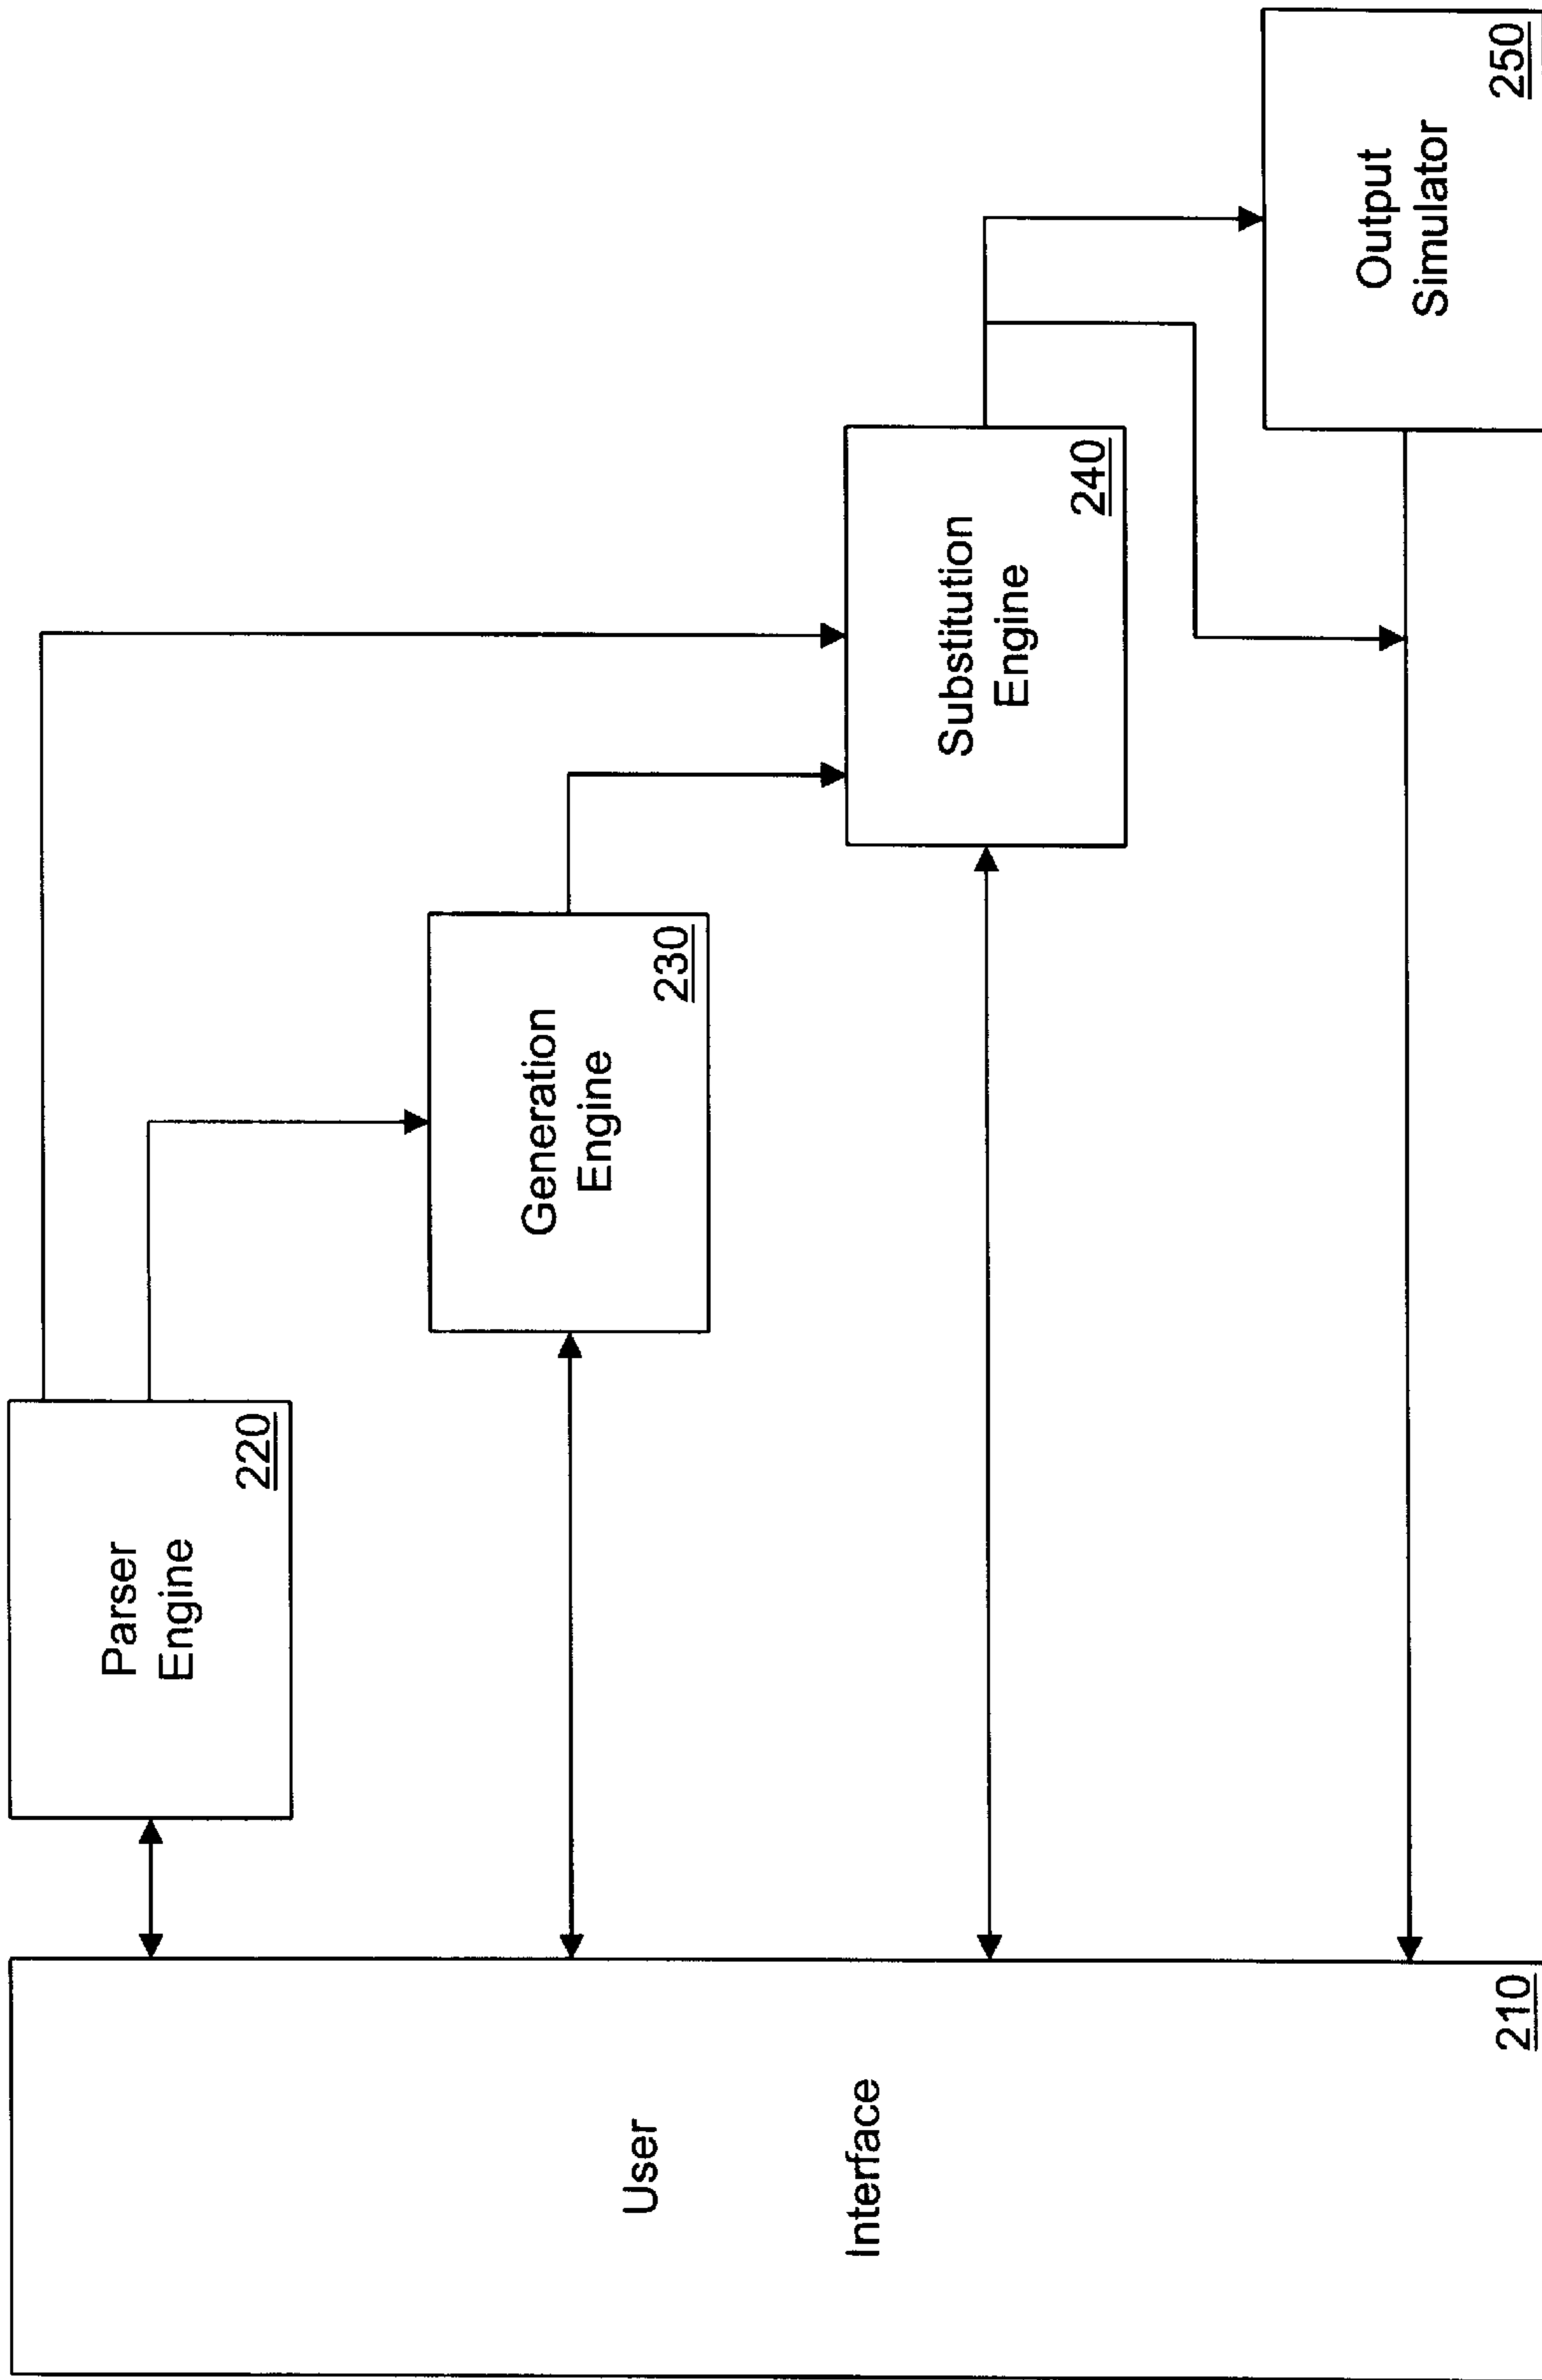 User
Interface
210
Parser
Engine
220
Generation
Engine
230
Substitution
Engine
240
Output
Simulator
250